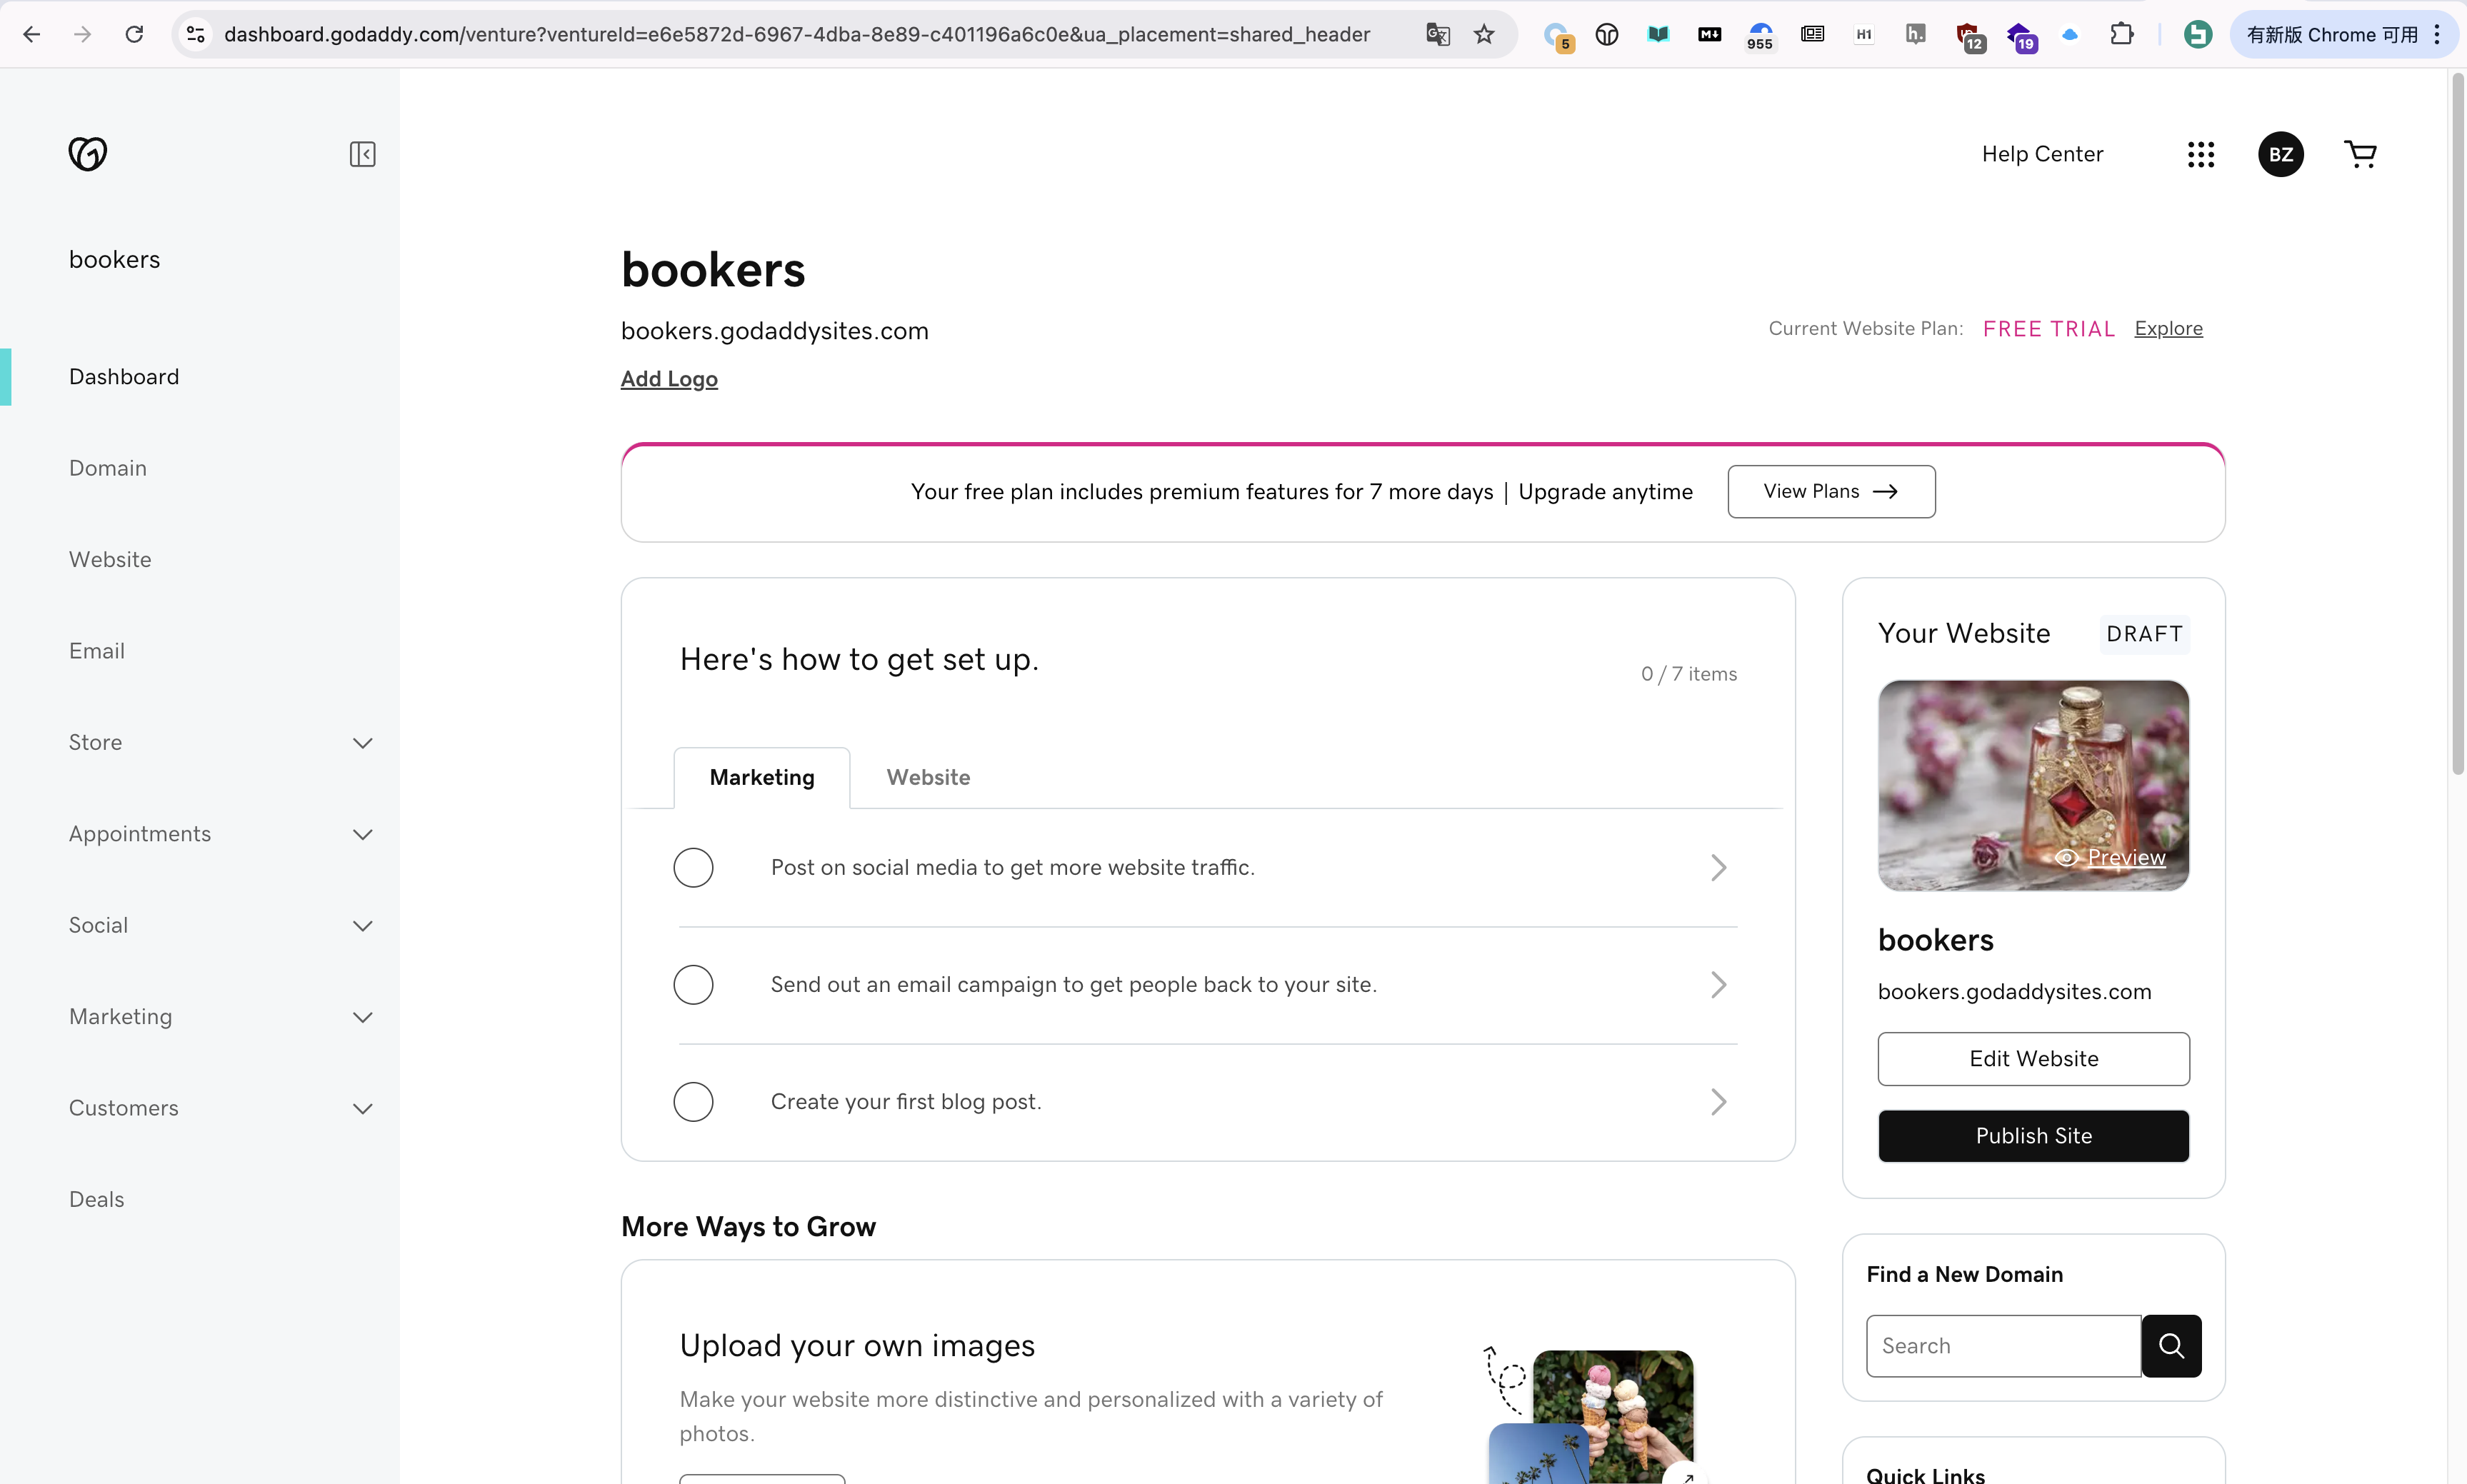 dashboard.godaddy.com/venture?ventureId=e6e5872d-6967-4dba-8e89-c401196a6c0e&ua_placement=shared_header
5
955
H1
h.
12
19
有新版 Chrome 可用
Help Center
BZ
bookers
Dashboard
Domain
Website
Email
Store
Appointments
Social
Marketing
Customers
Deals
bookers
bookers.godaddysites.com
Add Logo
Current Website Plan: FREE TRIAL Explore
Your free plan includes premium features for 7 more days | Upgrade anytime
View Plans
Here's how to get set up.
0 / 7 items
Marketing
Website
Post on social media to get more website traffic.
Send out an email campaign to get people back to your site.
Create your first blog post.
Your Website
DRAFT
Preview
bookers
bookers.godaddysites.com
Edit Website
Publish Site
More Ways to Grow
Upload your own images
Make your website more distinctive and personalized with a variety of
photos.
Find a New Domain
Search
Quick Links